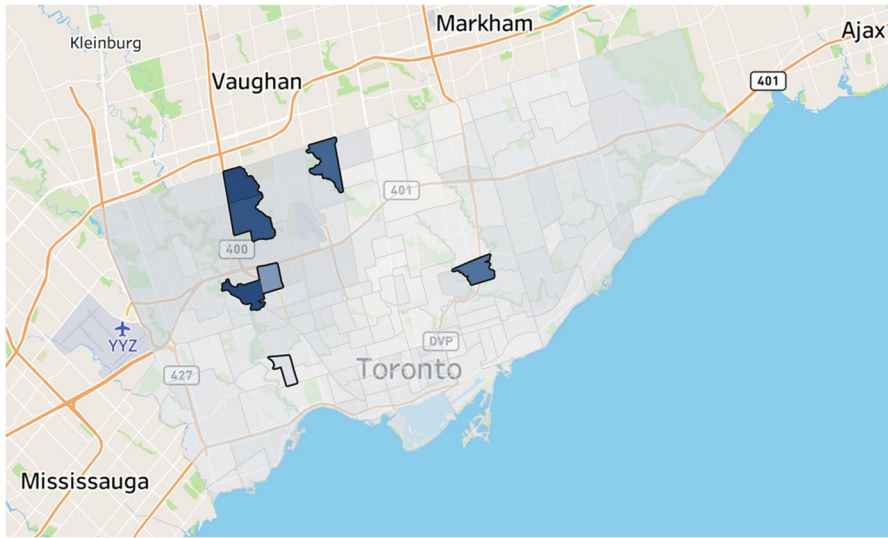 Markham
Ajax
Kleinburg
Vaughan
401
401
400
YYZ
DVP
427
Toronto
Mississauga